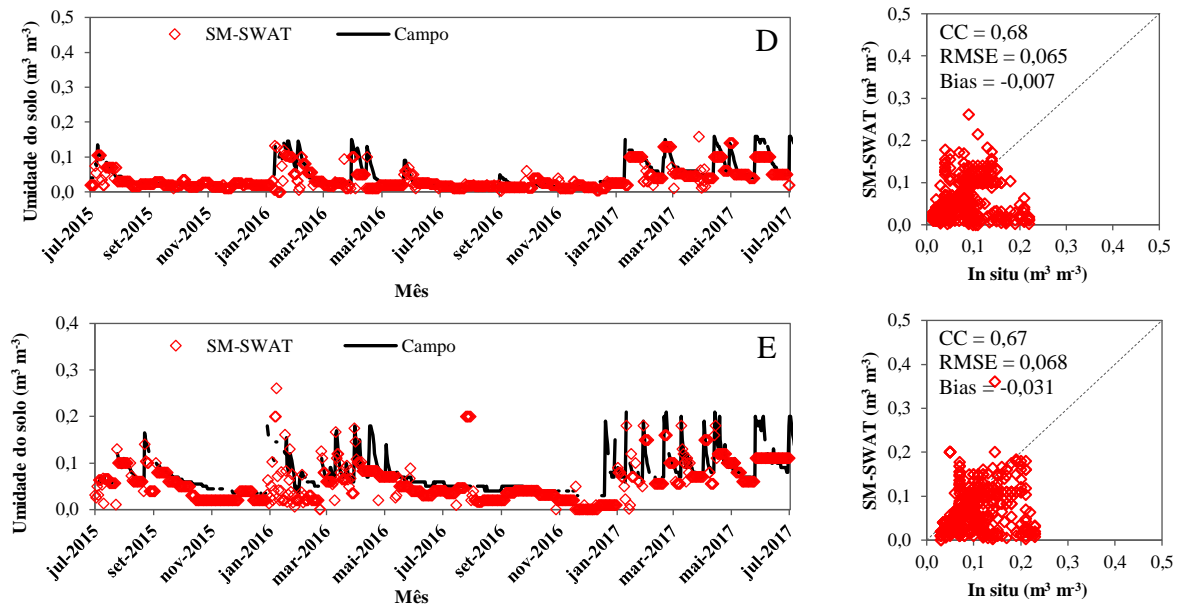 SM-SWAT
Campo
D
Umidade do solo (m³ m⁻³)
0,5
0,4
0,3
0,2
0,1
0,0
jul-2015
set-2015
nov-2015
jan-2016
mar-2016
mai-2016
jul-2016
set-2016
nov-2016
jan-2017
mar-2017
mai-2017
jul-2017
Mês
CC = 0,68
RMSE = 0,065
Bias = -0,007
SM-SWAT (m³ m⁻³)
0,5
0,4
0,3
0,2
0,1
0,0
0,0 0,1 0,2 0,3 0,4 0,5
In situ (m³ m⁻³)
SM-SWAT
Campo
E
Umidade do solo (m³ m⁻³)
0,4
0,3
0,2
0,1
0,0
jul-2015
set-2015
nov-2015
jan-2016
mar-2016
mai-2016
jul-2016
set-2016
nov-2016
jan-2017
mar-2017
mai-2017
jul-2017
Mês
CC = 0,67
RMSE = 0,068
Bias = -0,031
SM-SWAT (m³ m⁻³)
0,5
0,4
0,3
0,2
0,1
0,0
0,0 0,1 0,2 0,3 0,4 0,5
In situ (m³ m⁻³)